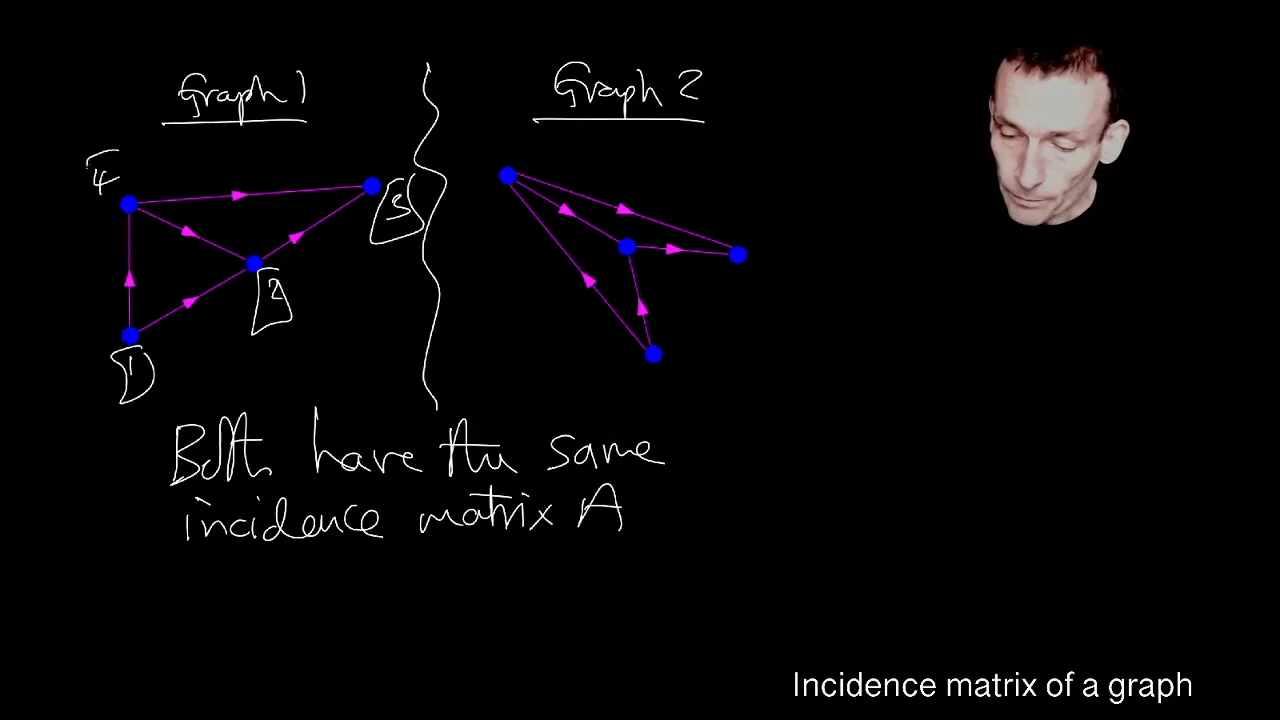 Graph 1
Graph 2
4
3
2
1
Both have the same
incidence matrix A
Incidence matrix of a graph